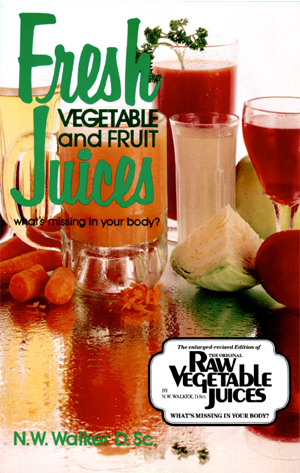 Fresh
VEGETABLE
and FRUIT
Juices
what's missing in your body?
The enlarged-revised Edition of
THE ORIGINAL
RAW
VEGETABLE
BY
N.W. WALKER, D.Sc.
JUICES
WHAT'S MISSING IN YOUR BODY?
N.W. Walker D. Sc.